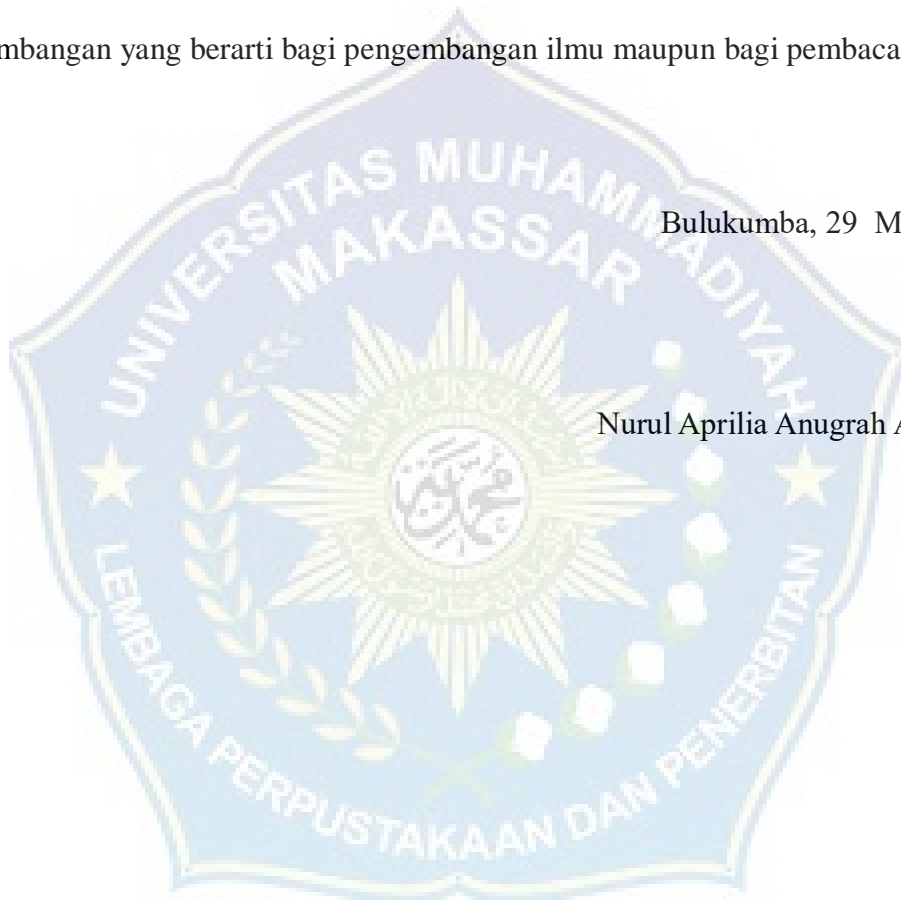 mbangan yang berarti bagi pengembangan ilmu maupun bagi pembaca
UNIVERSITAS MUHAMMADIYAH
MAKASSAR
Bulukumba, 29 M
Nurul Aprilia Anugrah A
LEMBAGA PERPUSTAKAAN DAN PENERBITAN